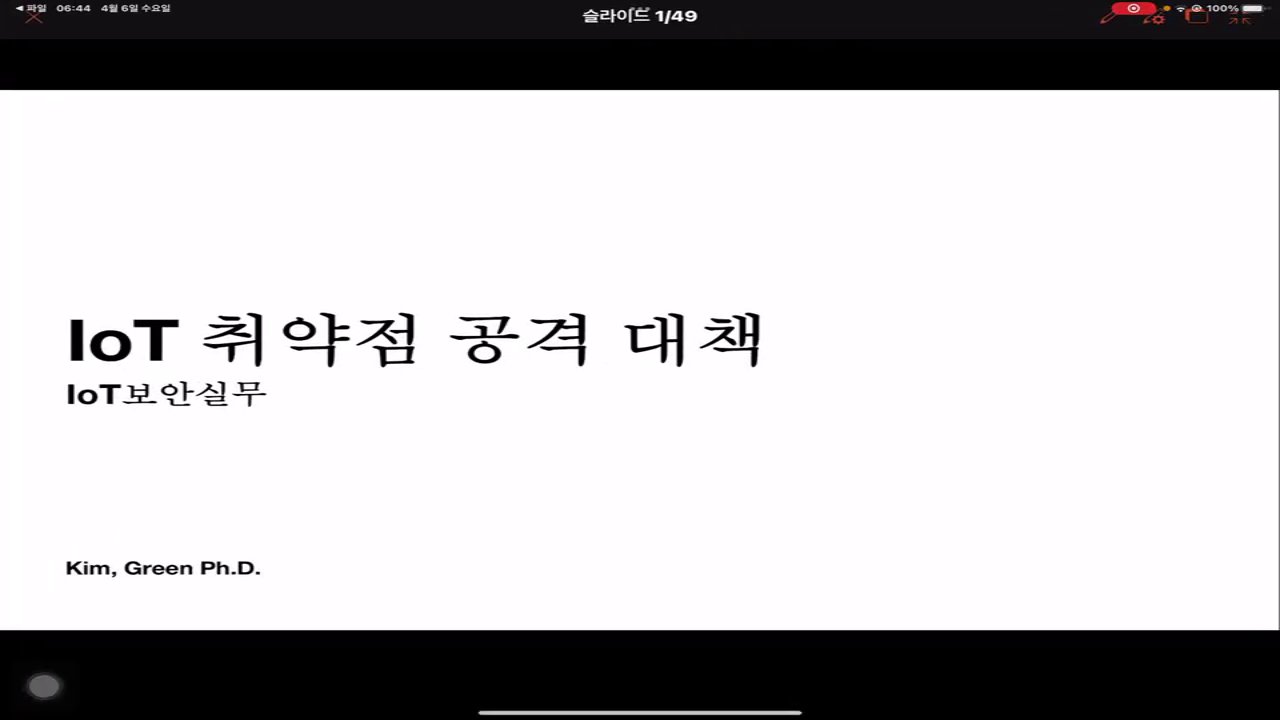 파일 06:44 4월 6일 수요일
슬라이드 1/49
100%
IoT 취약점 공격 대책
IoT보안실무
Kim, Green Ph.D.